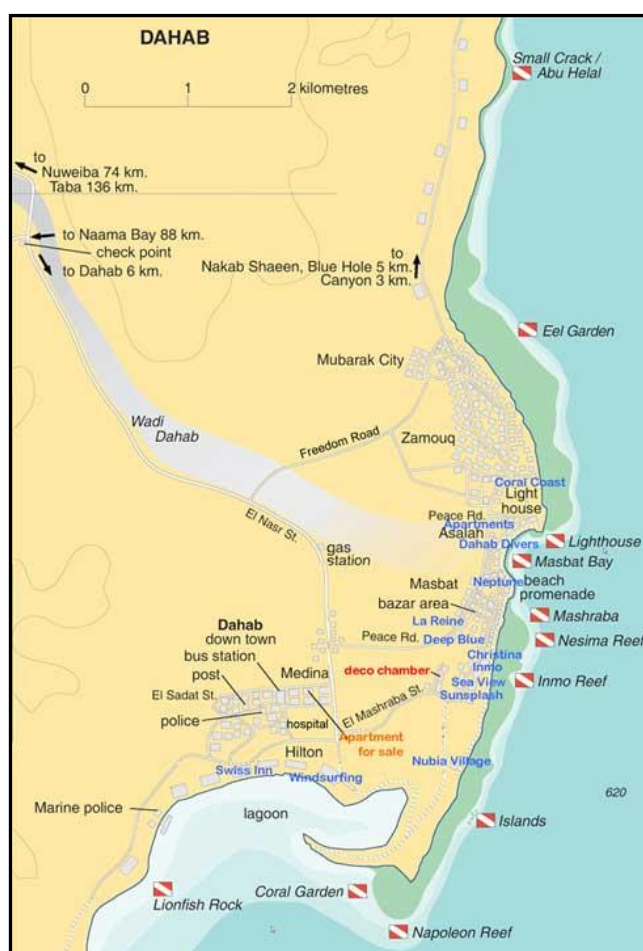 DAHAB
0 1 2 kilometres
Small Crack /
Abu Helal
to
Nuweiba 74 km.
Taba 136 km.
to Naama Bay 88 km.
check point
to Dahab 6 km.
to
Nakab Shaeen, Blue Hole 5 km.
Canyon 3 km.
Eel Garden
Mubarak City
Wadi
Dahab
Freedom Road
Zamouq
Coral Coast
Light
house
El Nasr St.
Peace Rd.
Apartments
Asalah
Dahab Divers
Lighthouse
gas
station
Masbat Bay
Masbat
Neptune
beach
promenade
bazar area
Mashraba
Dahab
down town
La Reine
bus station
Peace Rd.
Deep Blue
Nesima Reef
post
Medina
Christina
Inmo
deco chamber
Inmo Reef
El Sadat St.
Sea View
Sunsplash
police
hospital
El Mashraba St.
Apartment
for sale
Hilton
Nubia Village
Swiss Inn
Windsurfing
620
Marine police
lagoon
Islands
Lionfish Rock
Coral Garden
Napoleon Reef